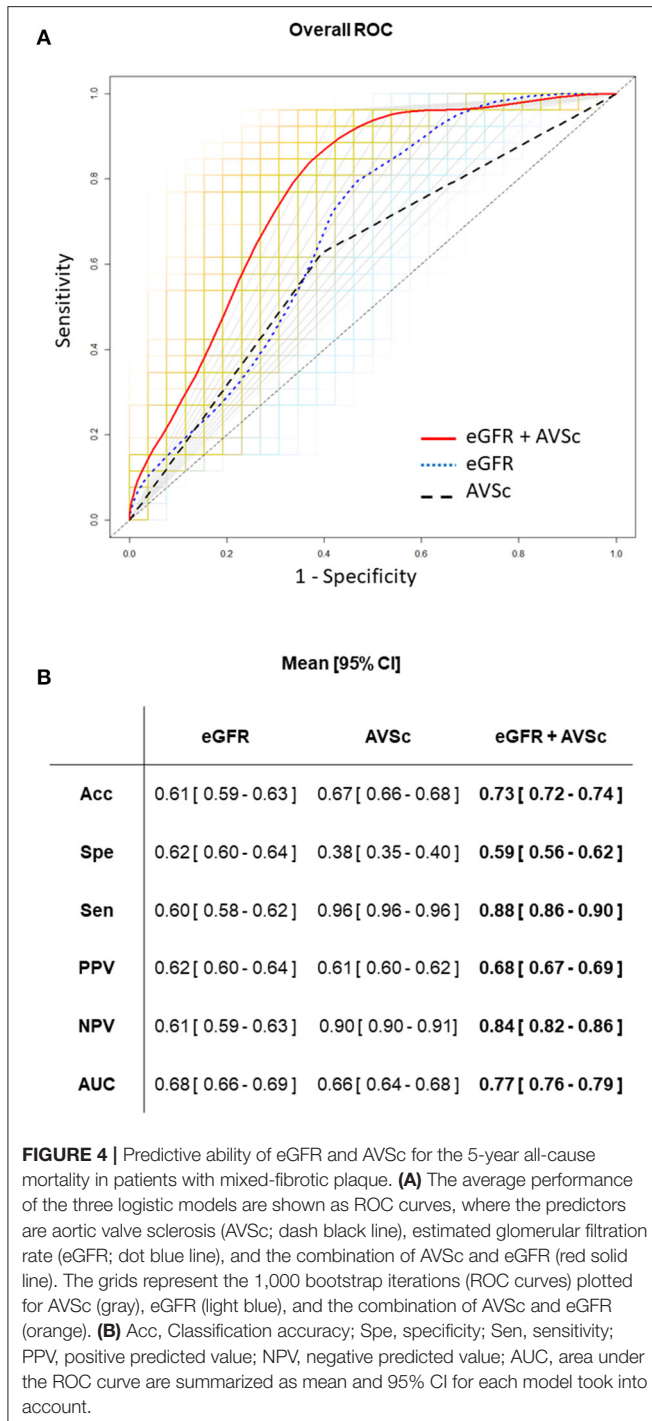 A
Overall ROC
1.0
0.8
0.6
0.4
0.2
0.0
Sensitivity
eGFR + AVSc
eGFR
AVSc
0.0 0.2 0.4 0.6 0.8 1.0
1 - Specificity
B
Mean [95% CI]
eGFR AVSc eGFR + AVSc
Acc 0.61 [ 0.59 - 0.63 ] 0.67 [ 0.66 - 0.68 ] 0.73 [ 0.72 - 0.74 ]
Spe 0.62 [ 0.60 - 0.64 ] 0.38 [ 0.35 - 0.40 ] 0.59 [ 0.56 - 0.62 ]
Sen 0.60 [ 0.58 - 0.62 ] 0.96 [ 0.96 - 0.96 ] 0.88 [ 0.86 - 0.90 ]
PPV 0.62 [ 0.60 - 0.64 ] 0.61 [ 0.60 - 0.62 ] 0.68 [ 0.67 - 0.69 ]
NPV 0.61 [ 0.59 - 0.63 ] 0.90 [ 0.90 - 0.91 ] 0.84 [ 0.82 - 0.86 ]
AUC 0.68 [ 0.66 - 0.69 ] 0.66 [ 0.64 - 0.68 ] 0.77 [ 0.76 - 0.79 ]
FIGURE 4 | Predictive ability of eGFR and AVSc for the 5-year all-cause
mortality in patients with mixed-fibrotic plaque. (A) The average performance
of the three logistic models are shown as ROC curves, where the predictors
are aortic valve sclerosis (AVSc; dash black line), estimated glomerular filtration
rate (eGFR; dot blue line), and the combination of AVSc and eGFR (red solid
line). The grids represent the 1,000 bootstrap iterations (ROC curves) plotted
for AVSc (gray), eGFR (light blue), and the combination of AVSc and eGFR
(orange). (B) Acc, Classification accuracy; Spe, specificity; Sen, sensitivity;
PPV, positive predicted value; NPV, negative predicted value; AUC, area under
the ROC curve are summarized as mean and 95% CI for each model took into
account.